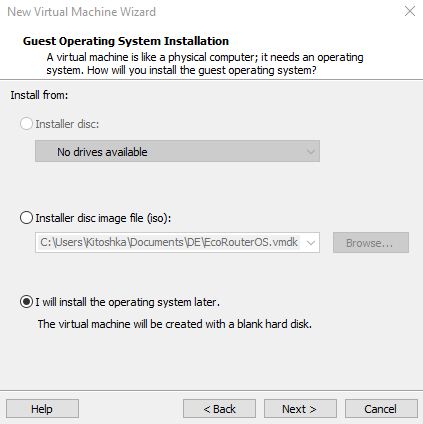 New Virtual Machine Wizard
Guest Operating System Installation
A virtual machine is like a physical computer; it needs an operating
system. How will you install the guest operating system?
Install from:
Installer disc:
No drives available
Installer disc image file (iso):
C:\Users\Kitoshka\Documents\DE\EcoRouterOS.vmdk
Browse...
I will install the operating system later.
The virtual machine will be created with a blank hard disk.
Help
< Back
Next >
Cancel